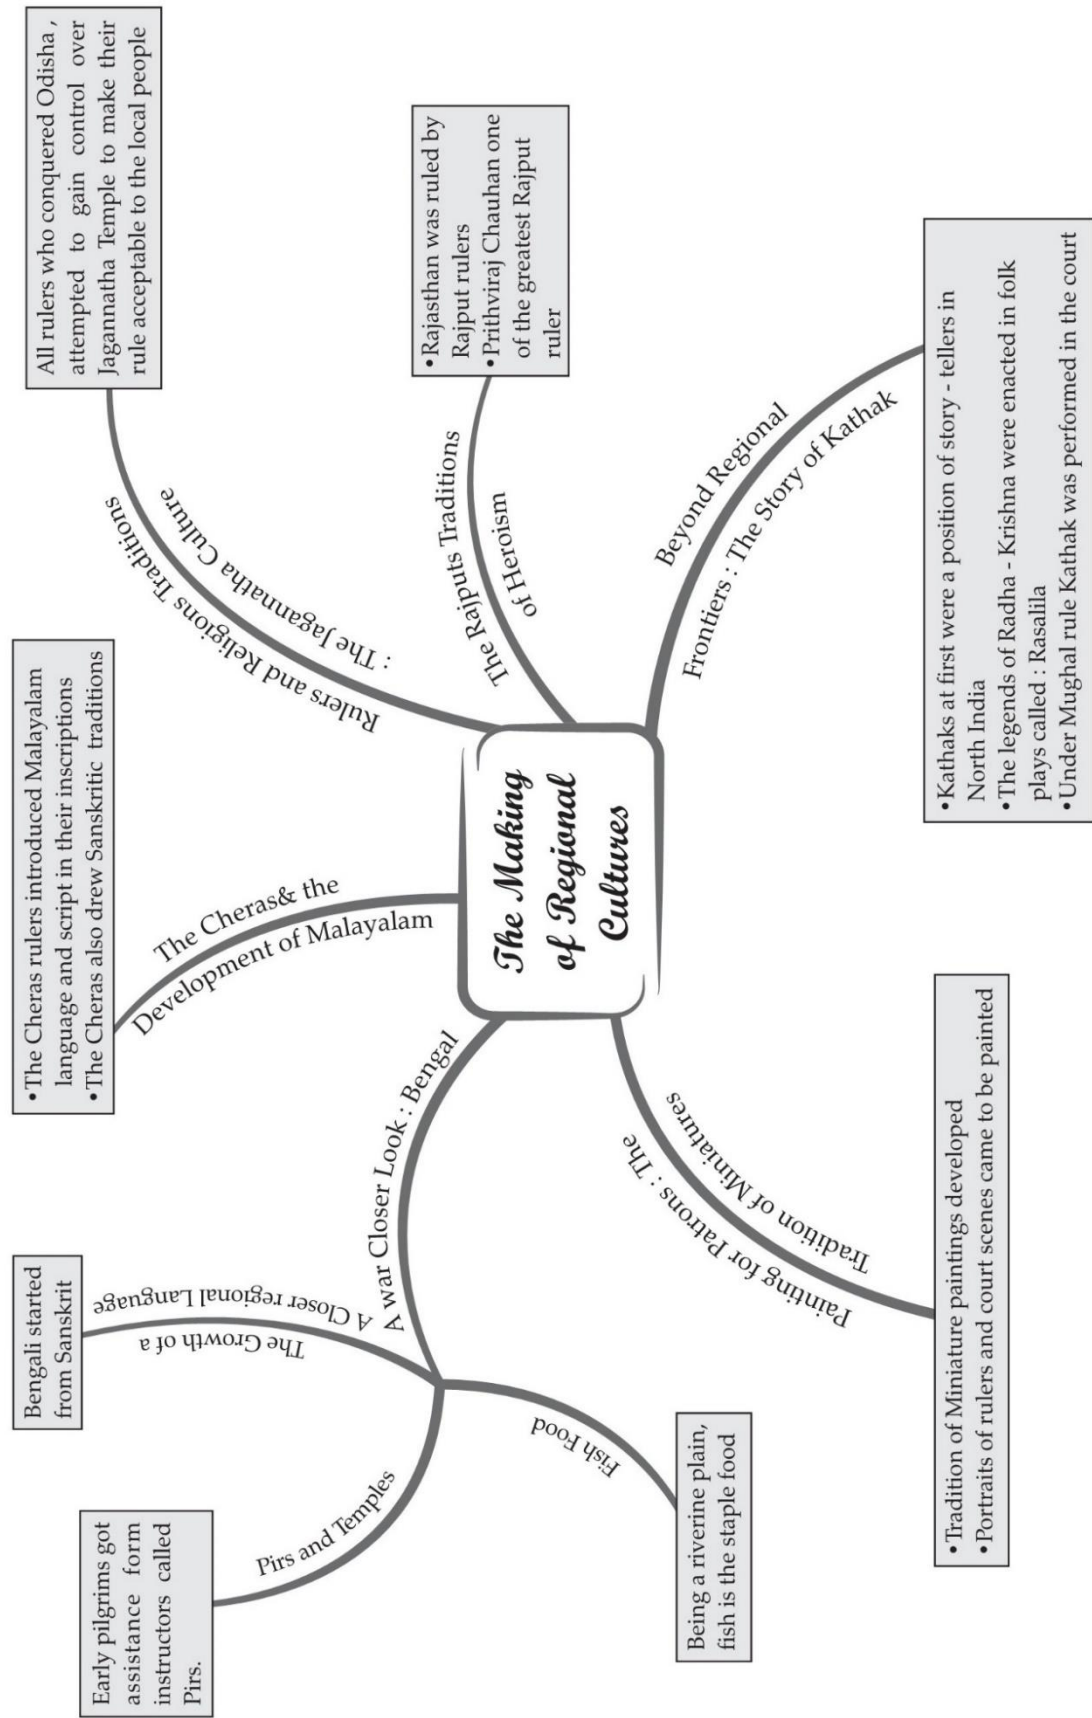 The Making
of Regional
Cultures
The Cheras& the
Development of Malayalam
•The Cheras rulers introduced Malayalam
language and script in their inscriptions
•The Cheras also drew Sanskritic traditions
Rulers and Religions Traditions
: The Jagannatha Culture
All rulers who conquered Odisha ,
attempted to gain control over
Jagannatha Temple to make their
rule acceptable to the local people
The Rajputs Traditions
of Heroism
•Rajasthan was ruled by
Rajput rulers
•Prithviraj Chauhan one
of the greatest Rajput
ruler
Beyond Regional
Frontiers : The Story of Kathak
•Kathaks at first were a position of story - tellers in
North India
•The legends of Radha - Krishna were enacted in folk
plays called : Rasalila
•Under Mughal rule Kathak was performed in the court
Painting for Patrons : The
Tradition of Miniatures
•Tradition of Miniature paintings developed
•Portraits of rulers and court scenes came to be painted
A war Closer Look : Bengal
The Growth of a
A Closer regional Language
Bengali started
from Sanskrit
Pirs and Temples
Early pilgrims got
assistance form
instructors called
Pirs.
Fish Food
Being a riverine plain,
fish is the staple food